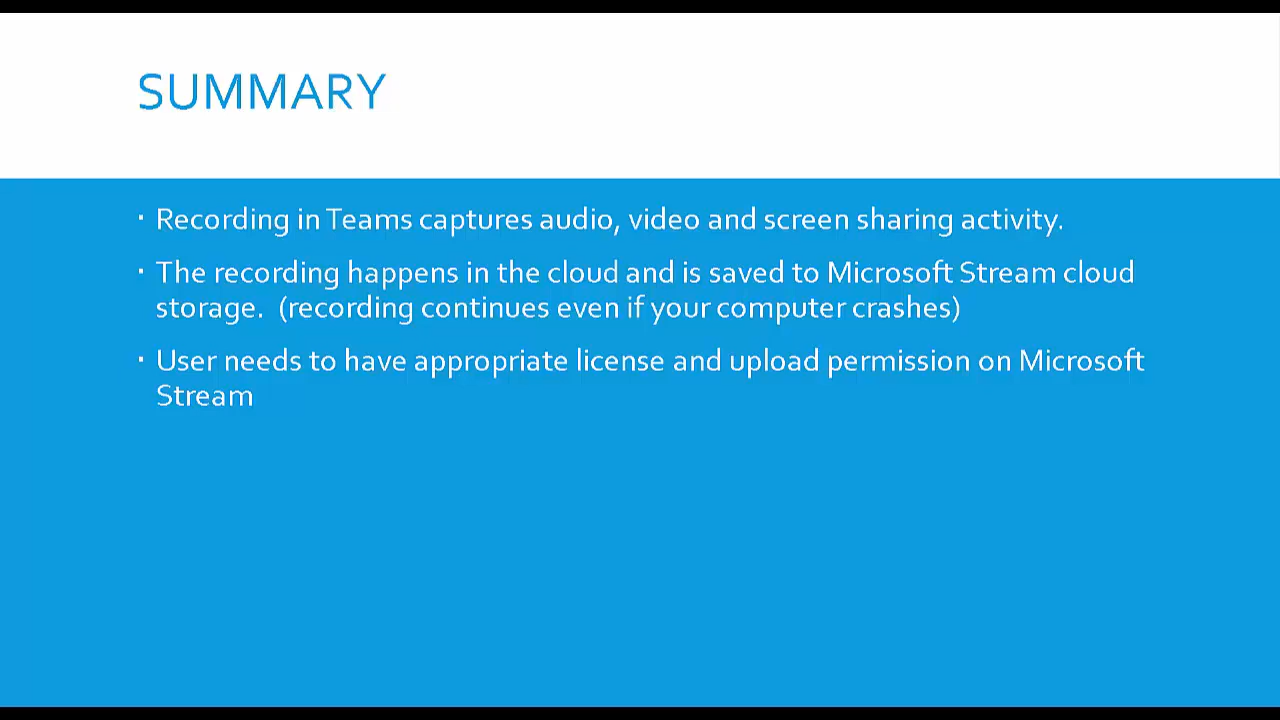 SUMMARY
▪ Recording in Teams captures audio, video and screen sharing activity.
▪ The recording happens in the cloud and is saved to Microsoft Stream cloud
storage.  (recording continues even if your computer crashes)
▪ User needs to have appropriate license and upload permission on Microsoft
Stream